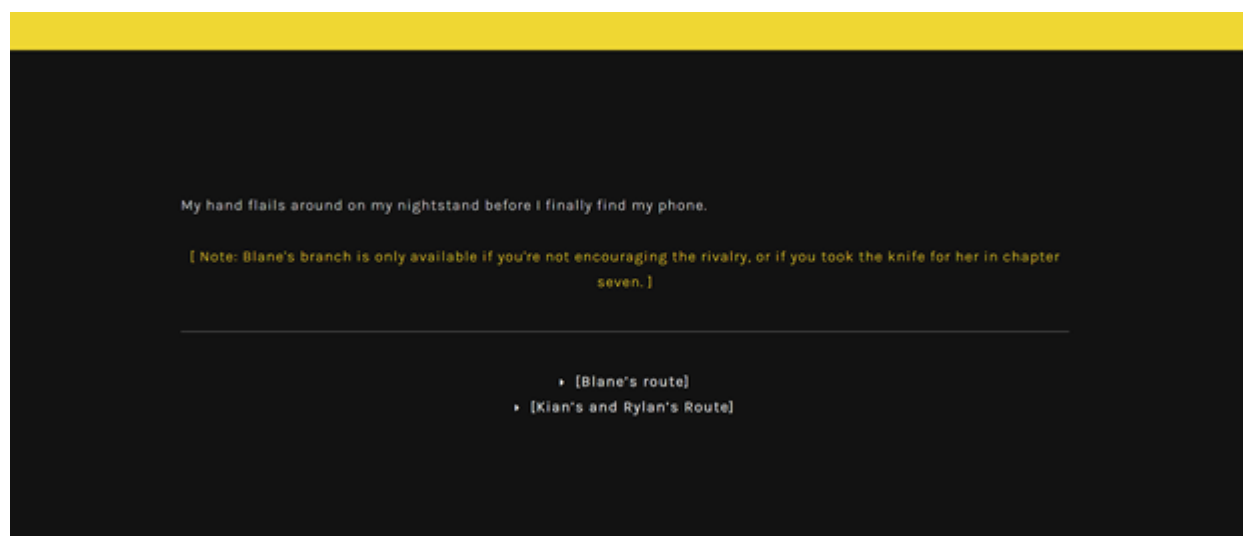 My hand flails around on my nightstand before I finally find my phone.
[ Note: Blane's branch is only available if you're not encouraging the rivalry, or if you took the knife for her in chapter
seven. ]
[Blane's route]
[Kian's and Rylan's Route]